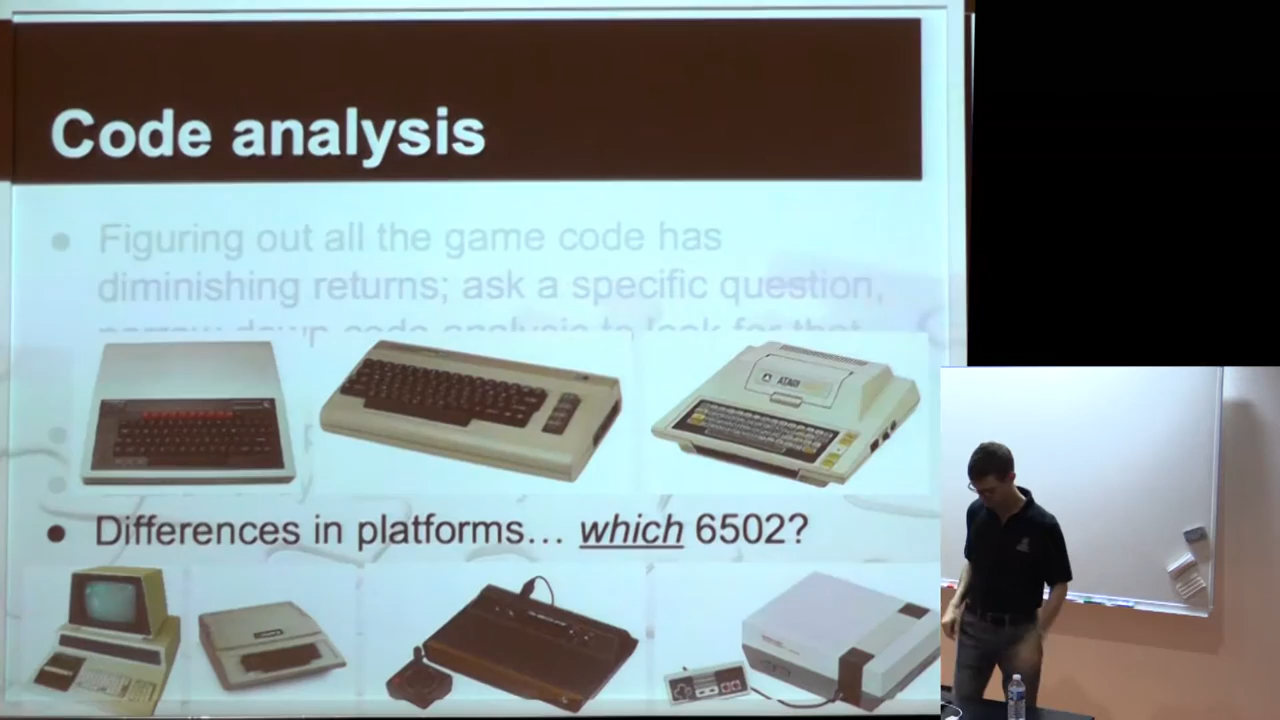 Code analysis
● Figuring out all the game code has
diminishing returns; ask a specific question,
narrow down code analysis to look for that
ATARI
● Differences in platforms… which 6502?